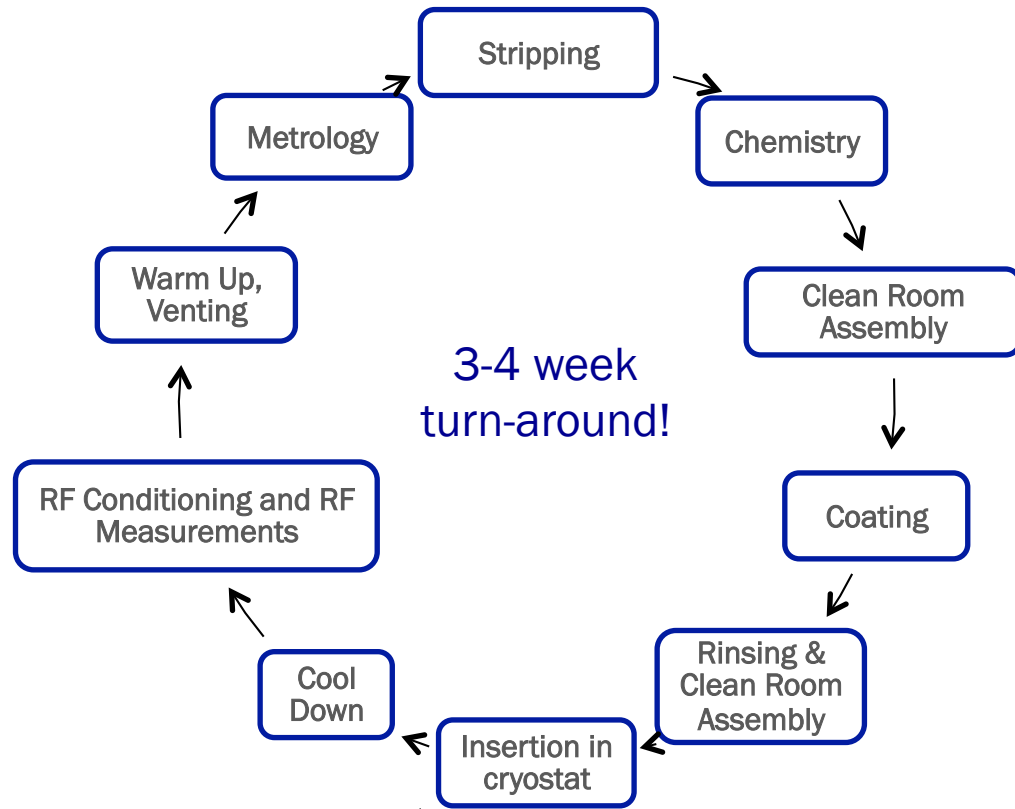 Stripping
Chemistry
Clean Room
Assembly
Coating
Rinsing &
Clean Room
Assembly
Insertion in
cryostat
Cool
Down
RF Conditioning and RF
Measurements
Warm Up,
Venting
Metrology
3-4 week
turn-around!